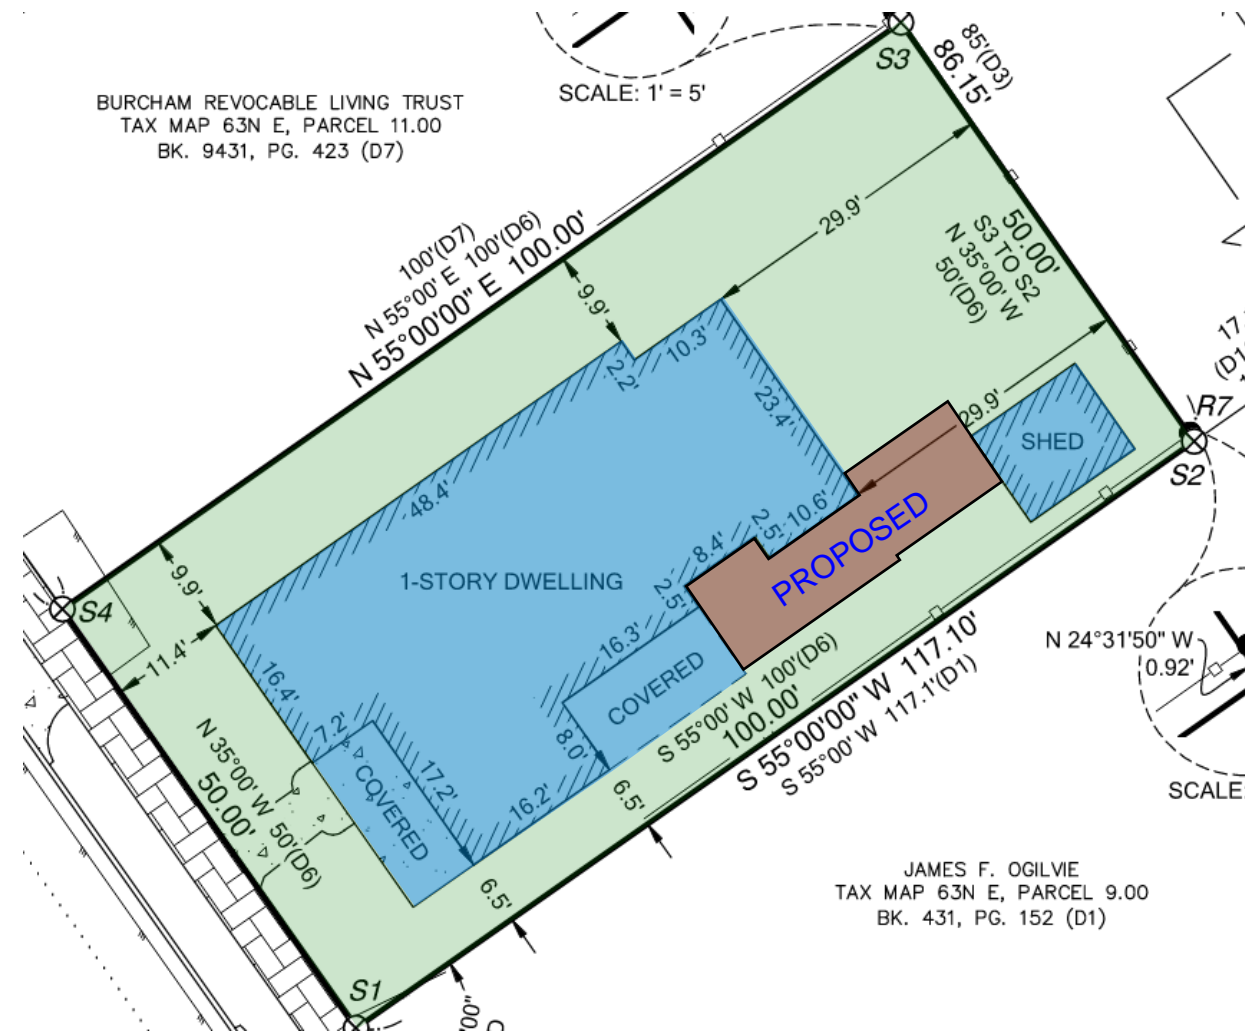 S3
85'(D3)
86.15'
SCALE: 1' = 5'
BURCHAM REVOCABLE LIVING TRUST
TAX MAP 63N E, PARCEL 11.00
BK. 9431, PG. 423 (D7)
100'(D7)
N 55°00' E 100'(D6)
N 55°00'00" E 100.00'
29.9'
50.00'
S3 TO S2
N 35°00' W
50'(D6)
9.9'
10.3'
2.2'
23.4'
29.9'
17.
(D1
R7
S2
SHED
48.4'
10.6'
2.5'
8.4'
2.5'
PROPOSED
1-STORY DWELLING
S4
9.9'
11.4'
16.4'
16.3'
COVERED
8.0'
7.2'
17.2'
COVERED
16.2'
6.5'
6.5'
S 55°00' W 100'(D6)
100.00'
S 55°00'00" W 117.10'
S 55°00' W 117.1'(D1)
N 24°31'50" W
0.92'
SCALE:
N 35°00' W 50'(D6)
50.00'
JAMES F. OGILVIE
TAX MAP 63N E, PARCEL 9.00
BK. 431, PG. 152 (D1)
S1
00"